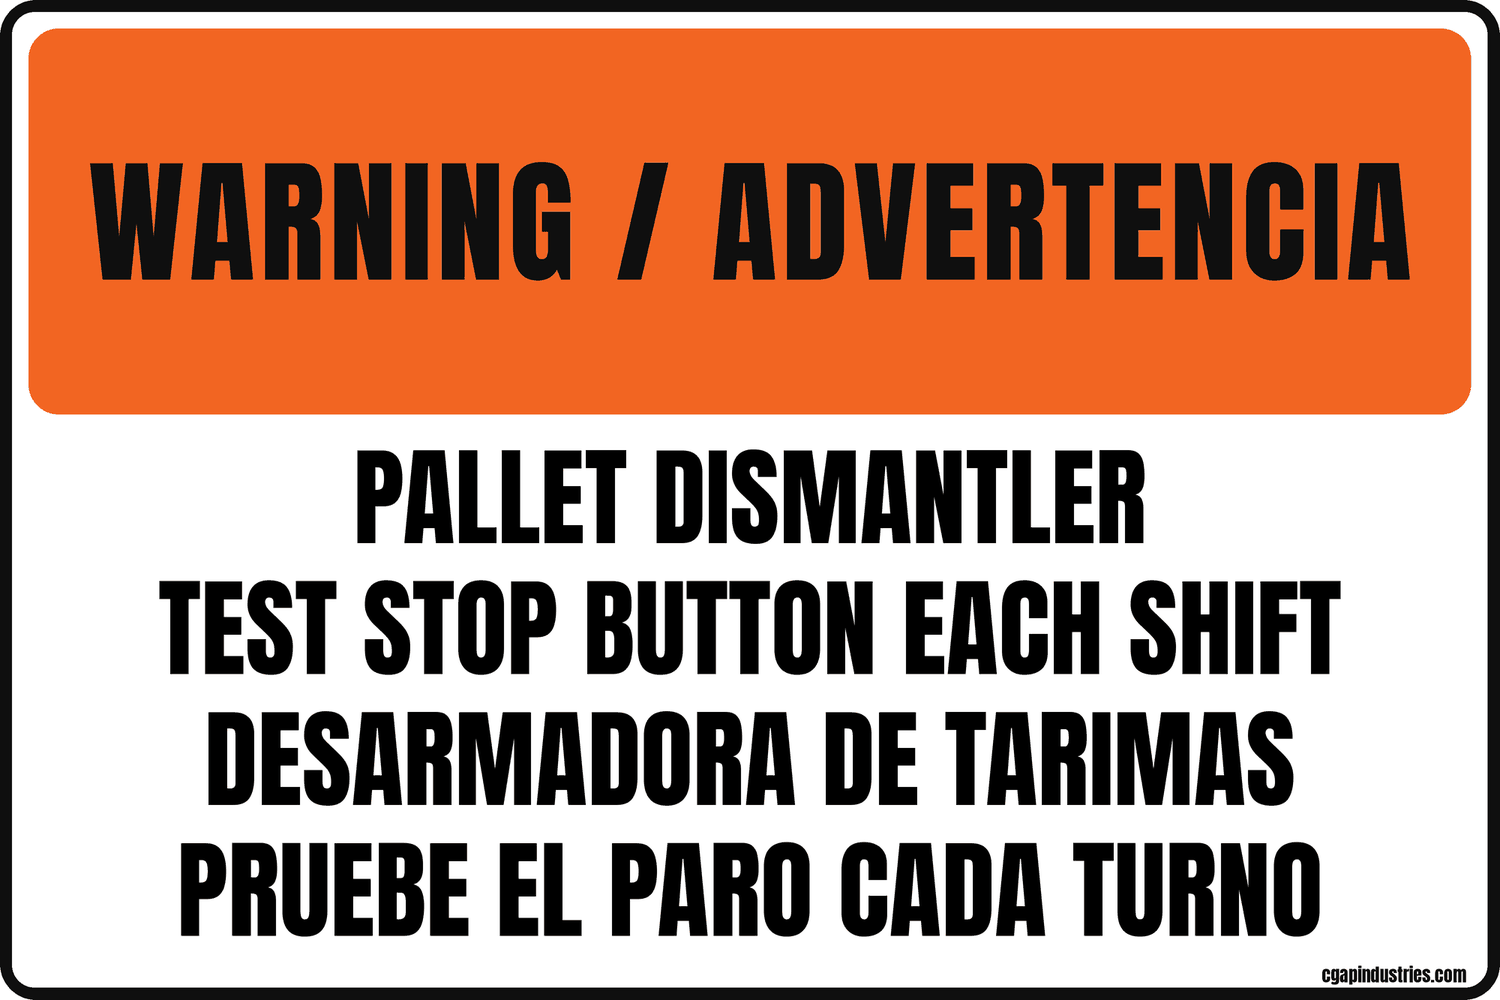 WARNING / ADVERTENCIA
PALLET DISMANTLER
TEST STOP BUTTON EACH SHIFT
DESARMADORA DE TARIMAS
PRUEBE EL PARO CADA TURNO
cgapindustries.com